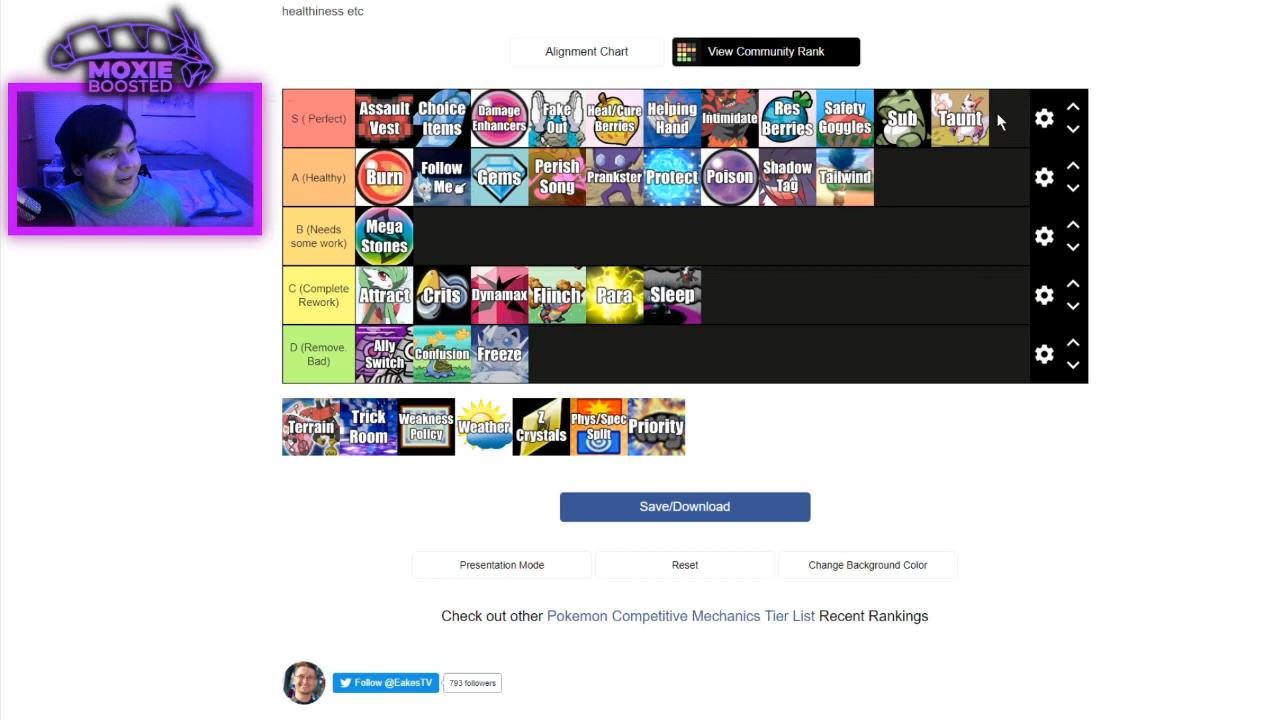 healthiness etc
MOXIE
BOOSTED
Alignment Chart
View Community Rank
S ( Perfect)
Assault Vest
Choice Items
Damage Enhancers
Fake Out
Heal/Cure Berries
Helping Hand
Intimidate
Res Berries
Safety Goggles
Sub
Taunt
A (Healthy)
Burn
Follow Me
Gems
Perish Song
Prankster
Protect
Poison
Shadow Tag
Tailwind
B (Needs some work)
Mega Stones
C (Complete Rework)
Attract
Crits
Dynamax
Flinch
Para
Sleep
D (Remove. Bad)
Ally Switch
Confusion
Freeze
Terrain
Trick Room
Weakness Policy
Weather
Z Crystals
Phys/Spec Split
Priority
Save/Download
Presentation Mode
Reset
Change Background Color
Check out other Pokemon Competitive Mechanics Tier List Recent Rankings
Follow @EakesTV
793 followers